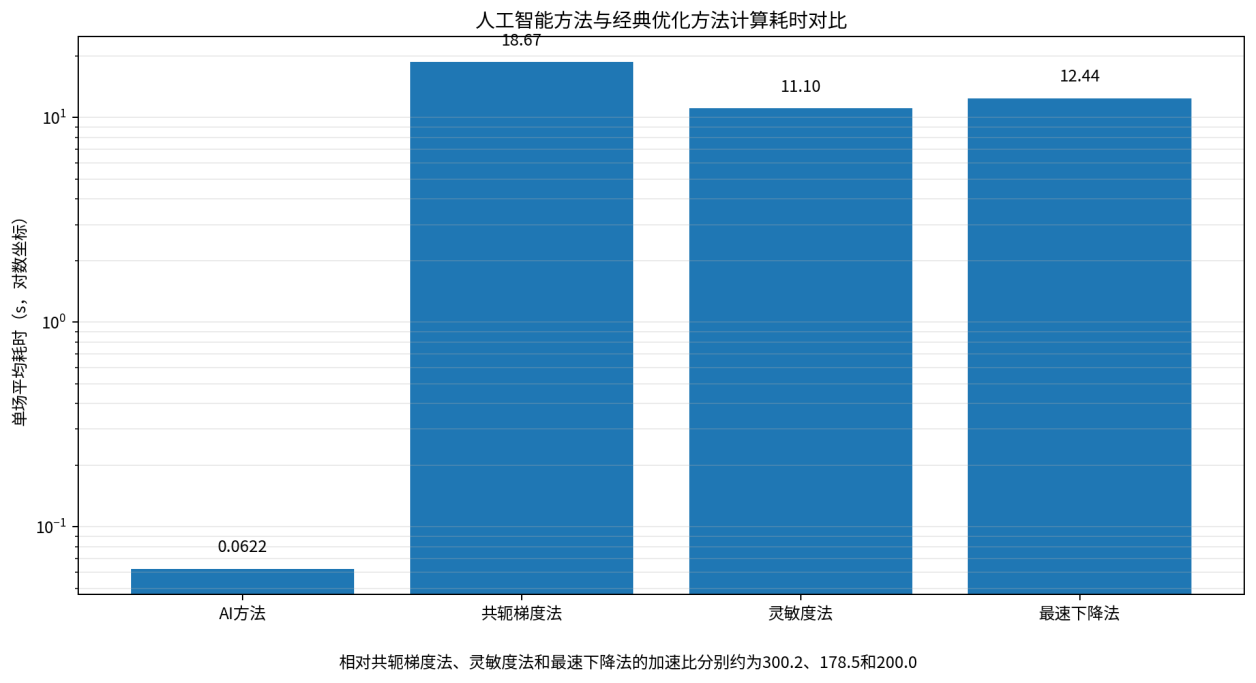 人工智能方法与经典优化方法计算耗时对比
单场平均耗时（s，对数坐标）
18.67
11.10
12.44
0.0622
10¹
10⁰
10⁻¹
AI方法
共轭梯度法
灵敏度法
最速下降法
相对共轭梯度法、灵敏度法和最速下降法的加速比分别约为300.2、178.5和200.0